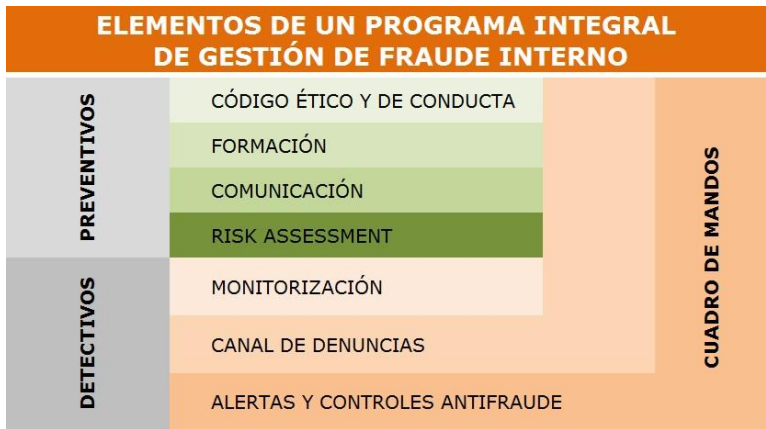 ELEMENTOS DE UN PROGRAMA INTEGRAL
DE GESTIÓN DE FRAUDE INTERNO
PREVENTIVOS
CÓDIGO ÉTICO Y DE CONDUCTA
FORMACIÓN
COMUNICACIÓN
RISK ASSESSMENT
DETECTIVOS
MONITORIZACIÓN
CANAL DE DENUNCIAS
ALERTAS Y CONTROLES ANTIFRAUDE
CUADRO DE MANDOS